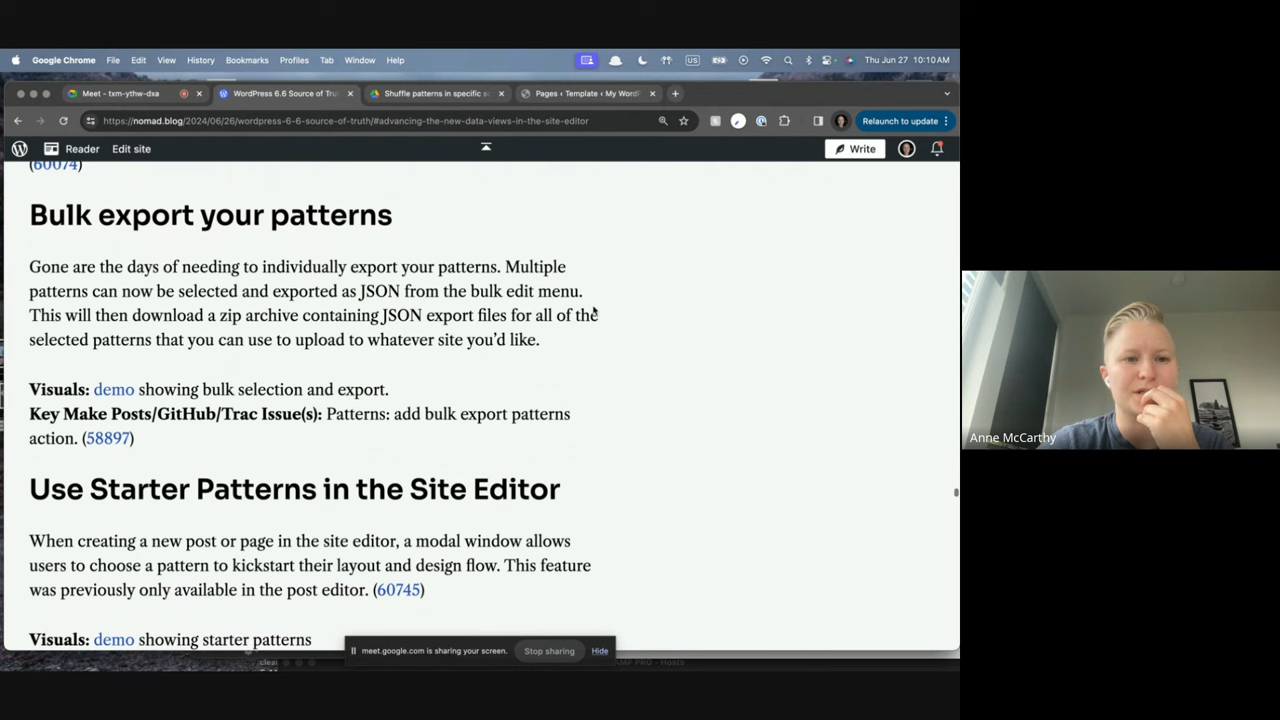 Google Chrome File Edit View History Bookmarks Profiles Tab Window Help US Thu Jun 27 10:10 AM
Meet - txm-ythw-dxa WordPress 6.6 Source of Tru Shuffle patterns in specific sc Pages ‹ Template ‹ My Word
https://nomad.blog/2024/06/26/wordpress-6-6-source-of-truth/#advancing-the-new-data-views-in-the-site-editor Relaunch to update
Reader Edit site Write
(60074)
Bulk export your patterns
Gone are the days of needing to individually export your patterns. Multiple
patterns can now be selected and exported as JSON from the bulk edit menu.
This will then download a zip archive containing JSON export files for all of the
selected patterns that you can use to upload to whatever site you'd like.
Visuals: demo showing bulk selection and export.
Key Make Posts/GitHub/Trac Issue(s): Patterns: add bulk export patterns
action. (58897)
Use Starter Patterns in the Site Editor
When creating a new post or page in the site editor, a modal window allows
users to choose a pattern to kickstart their layout and design flow. This feature
was previously only available in the post editor. (60745)
Visuals: demo showing starter patterns
meet.google.com is sharing your screen. Stop sharing Hide
clear AMP PRO - Hosts
Anne McCarthy